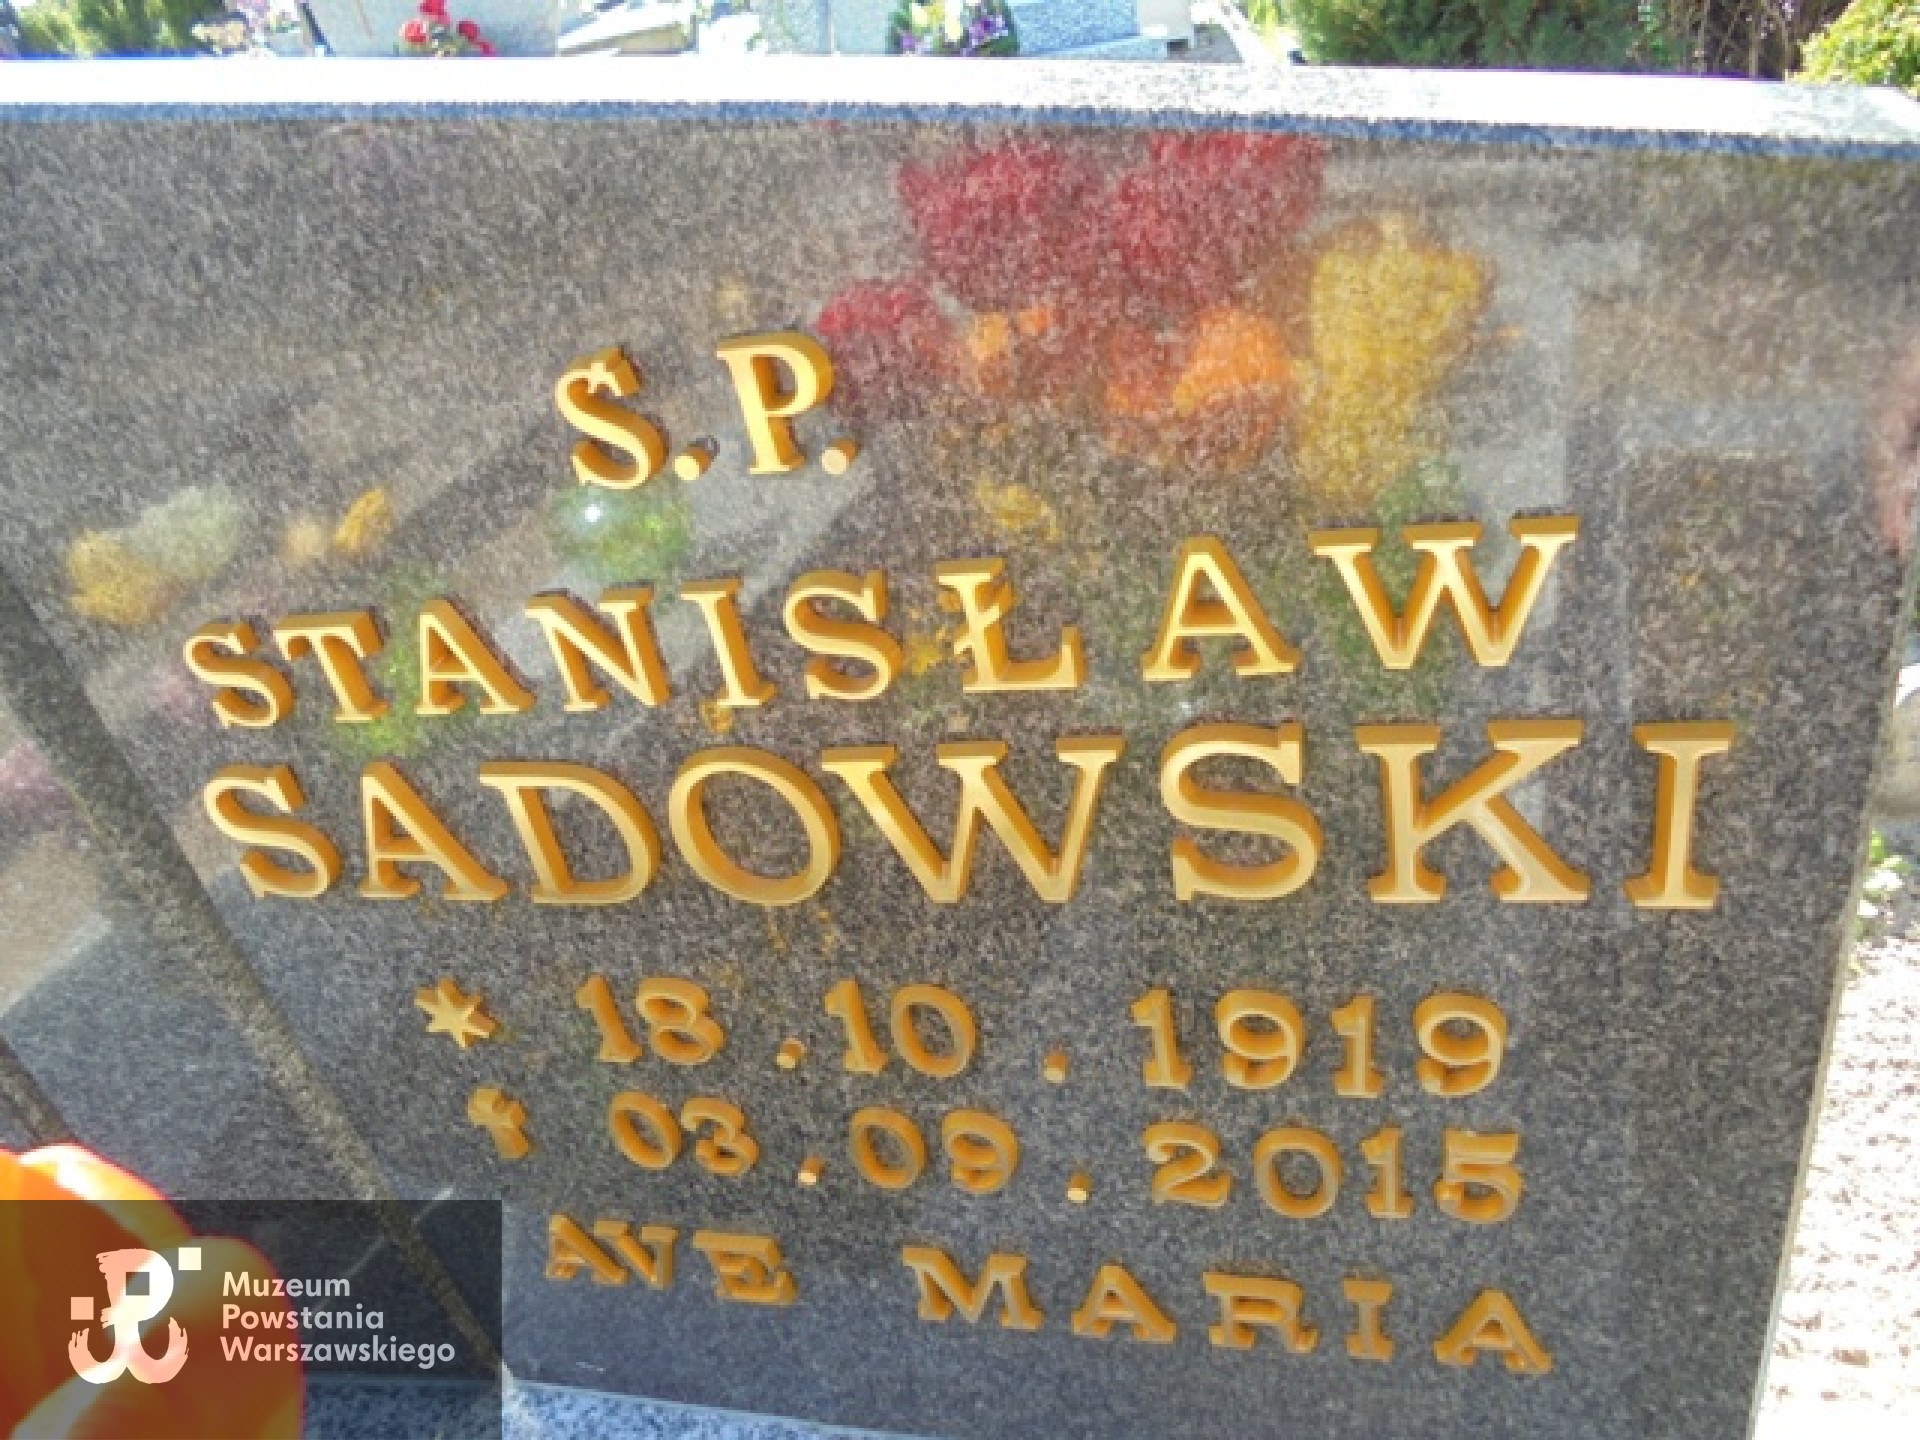 S.P.
STANISŁAW
SADOWSKI
* 18.10.1919
† 03.09.2015
AVE MARIA
Muzeum
Powstania
Warszawskiego